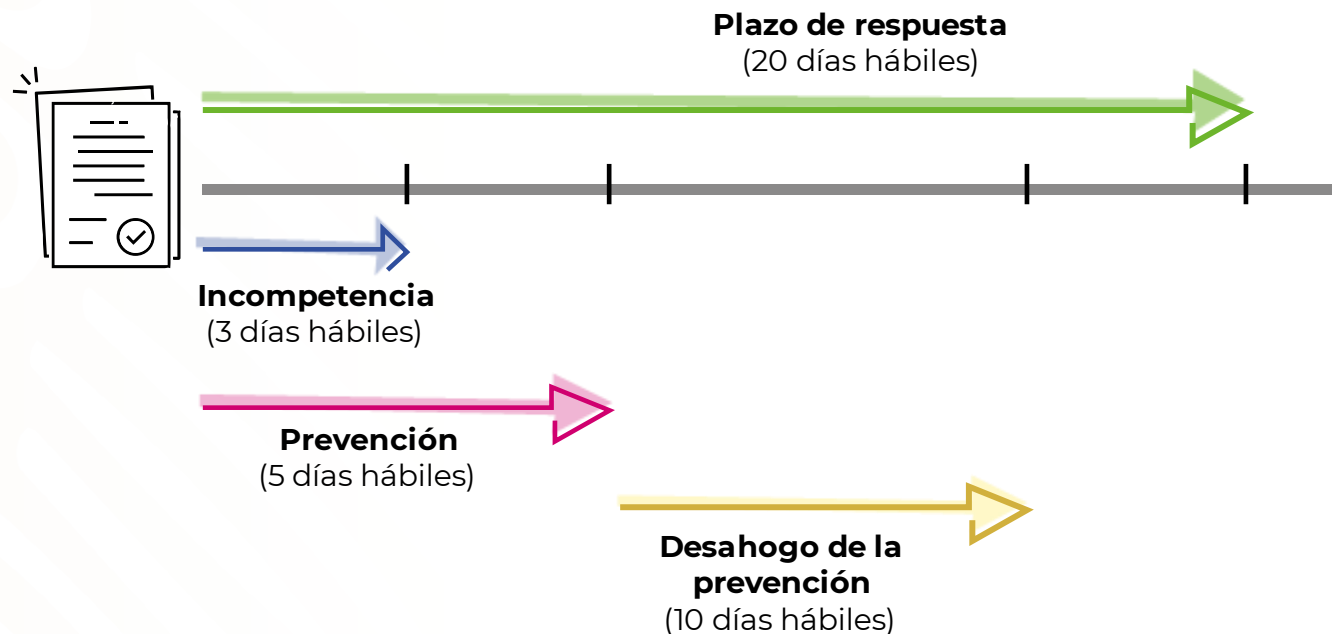 Plazo de respuesta
(20 días hábiles)
Incompetencia
(3 días hábiles)
Prevención
(5 días hábiles)
Desahogo de la
prevención
(10 días hábiles)